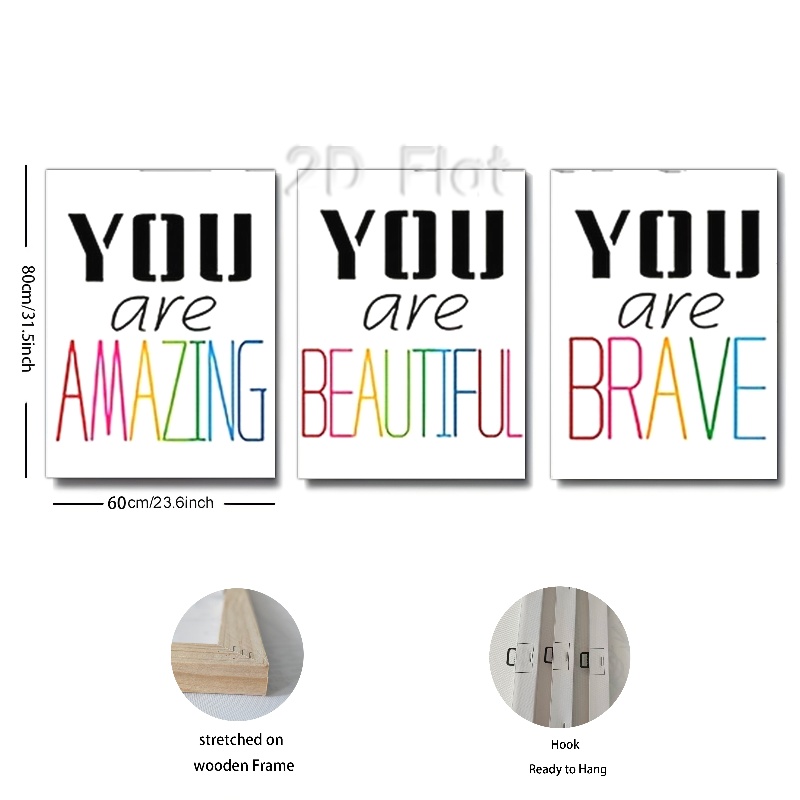 2D Flat
YOU
are
AMAZING
YOU
are
BEAUTIFUL
YOU
are
BRAVE
80cm/31.5inch
60cm/23.6inch
stretched on
wooden Frame
Hook
Ready to Hang